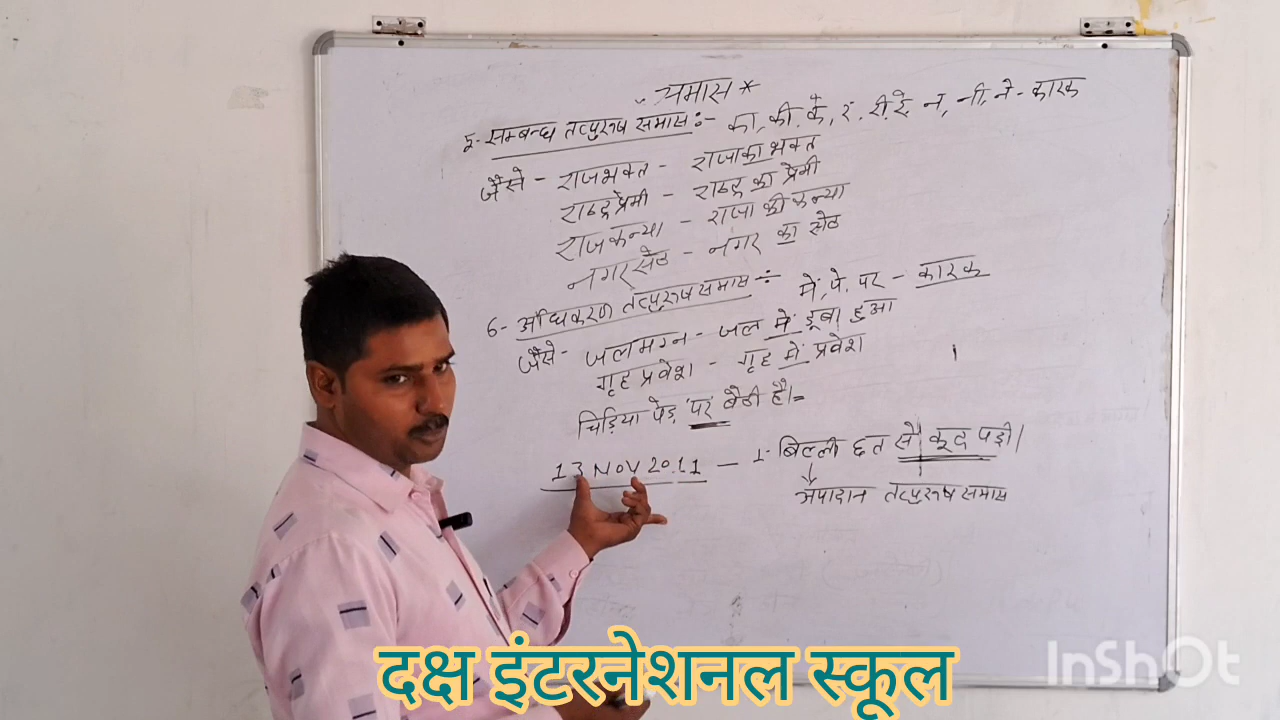 समास *
5- सम्बन्ध तत्पुरुष समास :- का, की, के, रा, री, रे, ना, नी, ने - कारक
जैसे - राजभक्त - राजा का भक्त
राष्ट्रप्रेमी - राष्ट्र का प्रेमी
राजकन्या - राजा की कन्या
नगरसेठ - नगर का सेठ
6- अधिकरण तत्पुरुष समास ÷ में, पे, पर - कारक
जैसे - जलमग्न - जल में डूबा हुआ
गृह प्रवेश - गृह में प्रवेश
चिड़िया पेड़ पर बैठी है।=
13 NOV 2011 - 1- बिल्ली छत से कूद पड़ी।
अपादान तत्पुरुष समास
दक्ष इंटरनेशनल स्कूल
InShOt